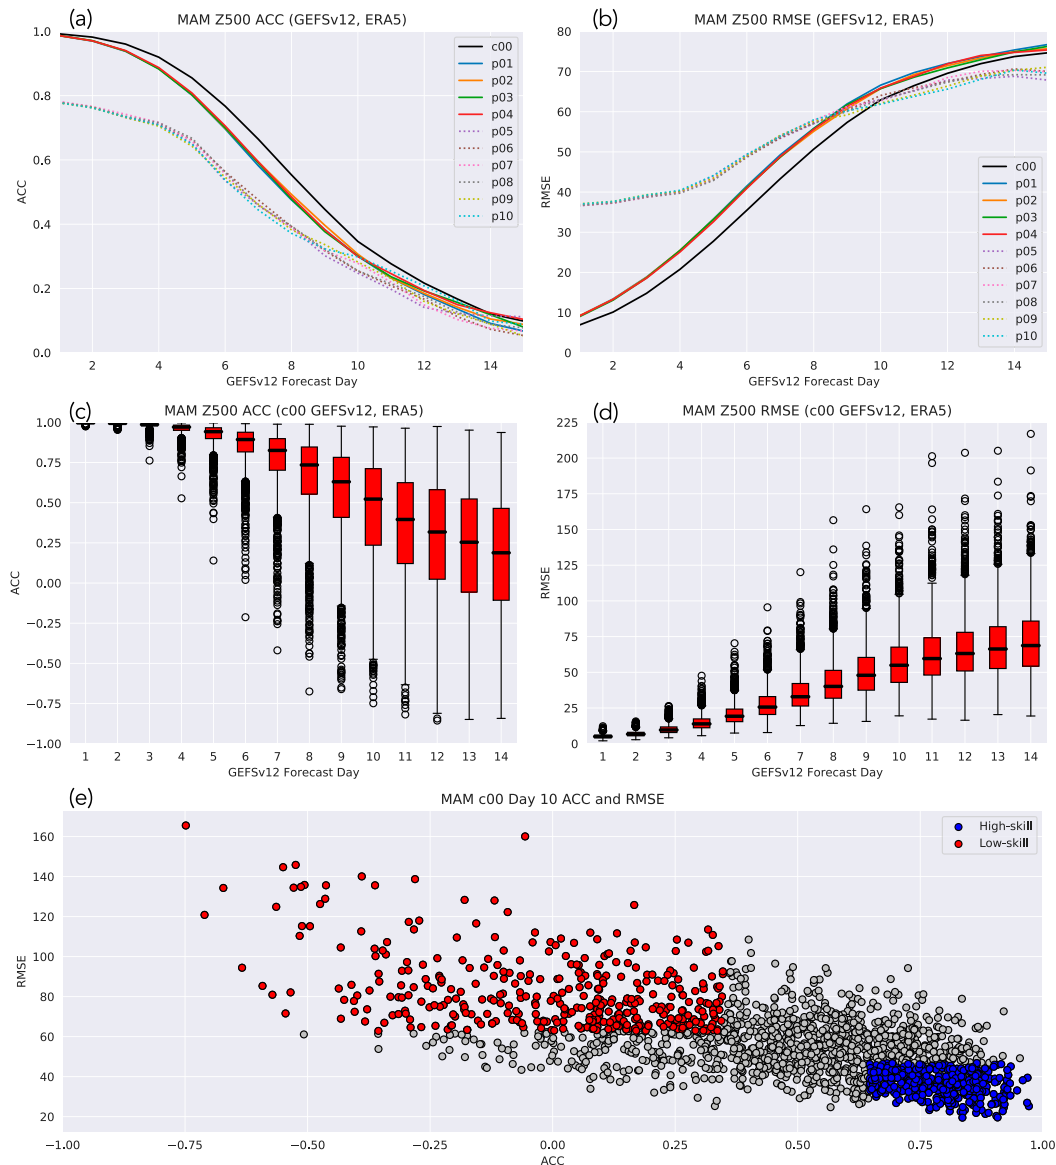 (a)
MAM Z500 ACC (GEFSv12, ERA5)
1.0
0.8
0.6
0.4
0.2
0.0
ACC
2
4
6
8
10
12
14
GEFSv12 Forecast Day
c00
p01
p02
p03
p04
p05
p06
p07
p08
p09
p10
(b)
MAM Z500 RMSE (GEFSv12, ERA5)
80
70
60
50
40
30
20
10
0
RMSE
2
4
6
8
10
12
14
GEFSv12 Forecast Day
c00
p01
p02
p03
p04
p05
p06
p07
p08
p09
p10
(c)
MAM Z500 ACC (c00 GEFSv12, ERA5)
1.00
0.75
0.50
0.25
0.00
−0.25
−0.50
−0.75
−1.00
ACC
1
2
3
4
5
6
7
8
9
10
11
12
13
14
GEFSv12 Forecast Day
(d)
MAM Z500 RMSE (c00 GEFSv12, ERA5)
225
200
175
150
125
100
75
50
25
0
RMSE
1
2
3
4
5
6
7
8
9
10
11
12
13
14
GEFSv12 Forecast Day
(e)
MAM c00 Day 10 ACC and RMSE
160
140
120
100
80
60
40
20
RMSE
−1.00
−0.75
−0.50
−0.25
0.00
0.25
0.50
0.75
1.00
ACC
High-skill
Low-skill